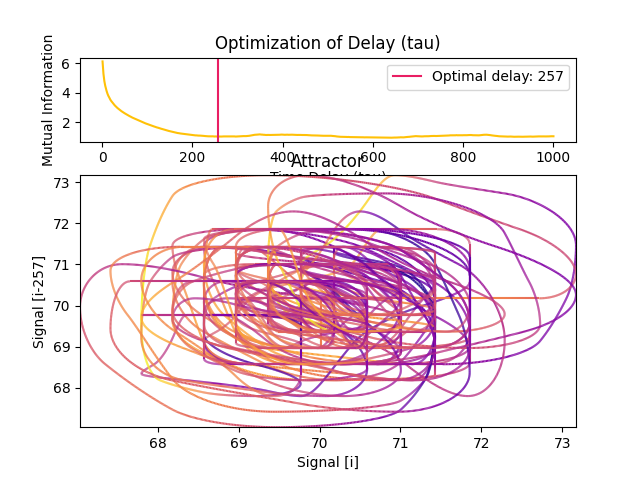 Optimization of Delay (tau)
Mutual Information
6
4
2
Optimal delay: 257
0 200 400 600 800 1000
Time Delay (tau)
Attractor
Signal [i-257]
73
72
71
70
69
68
68 69 70 71 72 73
Signal [i]